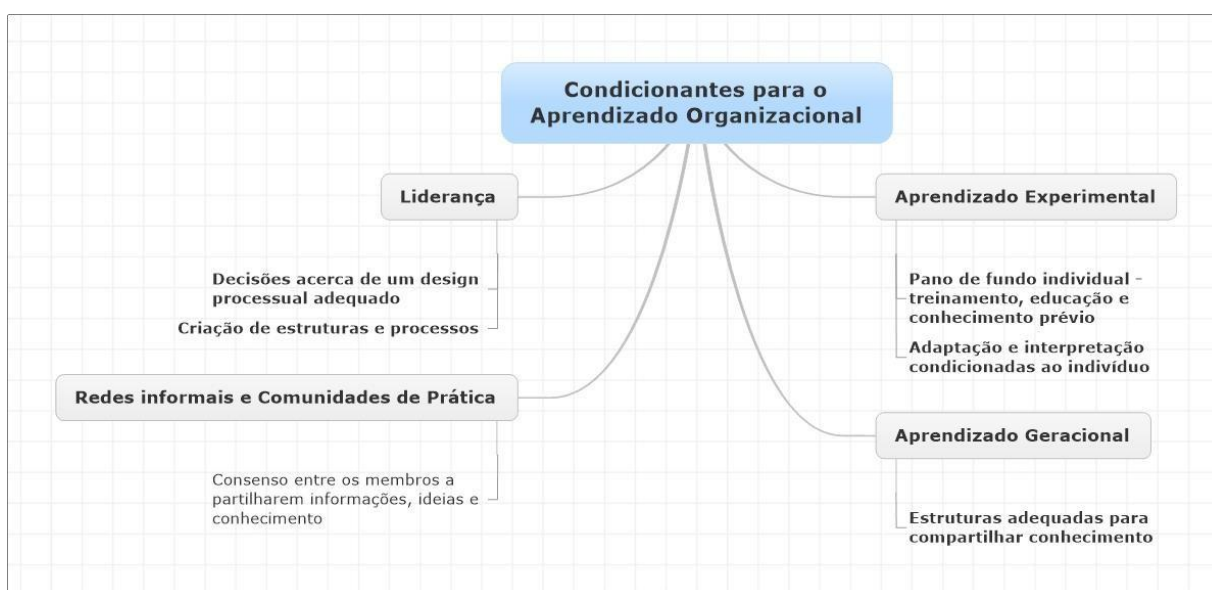 Condicionantes para o
Aprendizado Organizacional
Liderança
Decisões acerca de um design
processual adequado
Criação de estruturas e processos
Redes informais e Comunidades de Prática
Consenso entre os membros a
partilharem informações, ideias e
conhecimento
Aprendizado Experimental
Pano de fundo individual -
treinamento, educação e
conhecimento prévio
Adaptação e interpretação
condicionadas ao indivíduo
Aprendizado Geracional
Estruturas adequadas para
compartilhar conhecimento